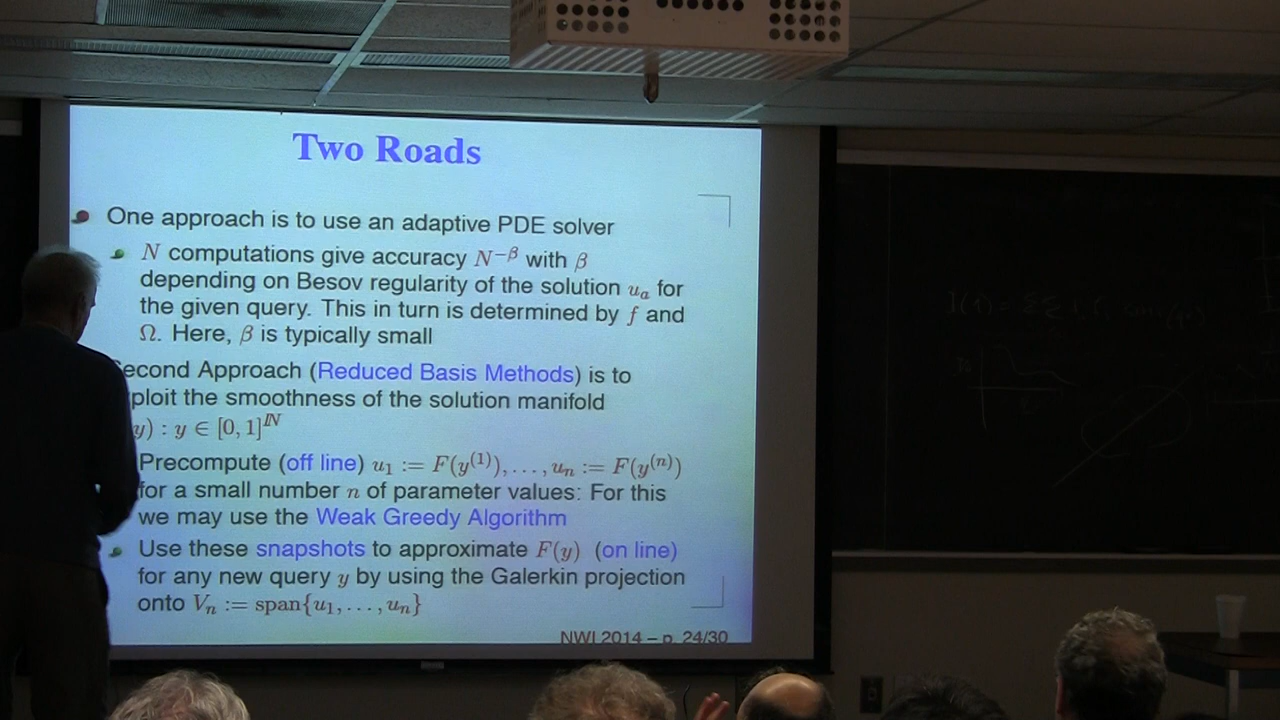 Two Roads
One approach is to use an adaptive PDE solver
N computations give accuracy N^{-β} with β
depending on Besov regularity of the solution u_a for
the given query. This in turn is determined by f and
Ω. Here, β is typically small
Second Approach (Reduced Basis Methods) is to
ploit the smoothness of the solution manifold
y) : y ∈ [0, 1]^ℕ
Precompute (off line) u_1 := F(y^{(1)}), . . . , u_n := F(y^{(n)})
for a small number n of parameter values: For this
we may use the Weak Greedy Algorithm
Use these snapshots to approximate F(y) (on line)
for any new query y by using the Galerkin projection
onto V_n := span{u_1, . . . , u_n}
NWI 2014 – p. 24/30